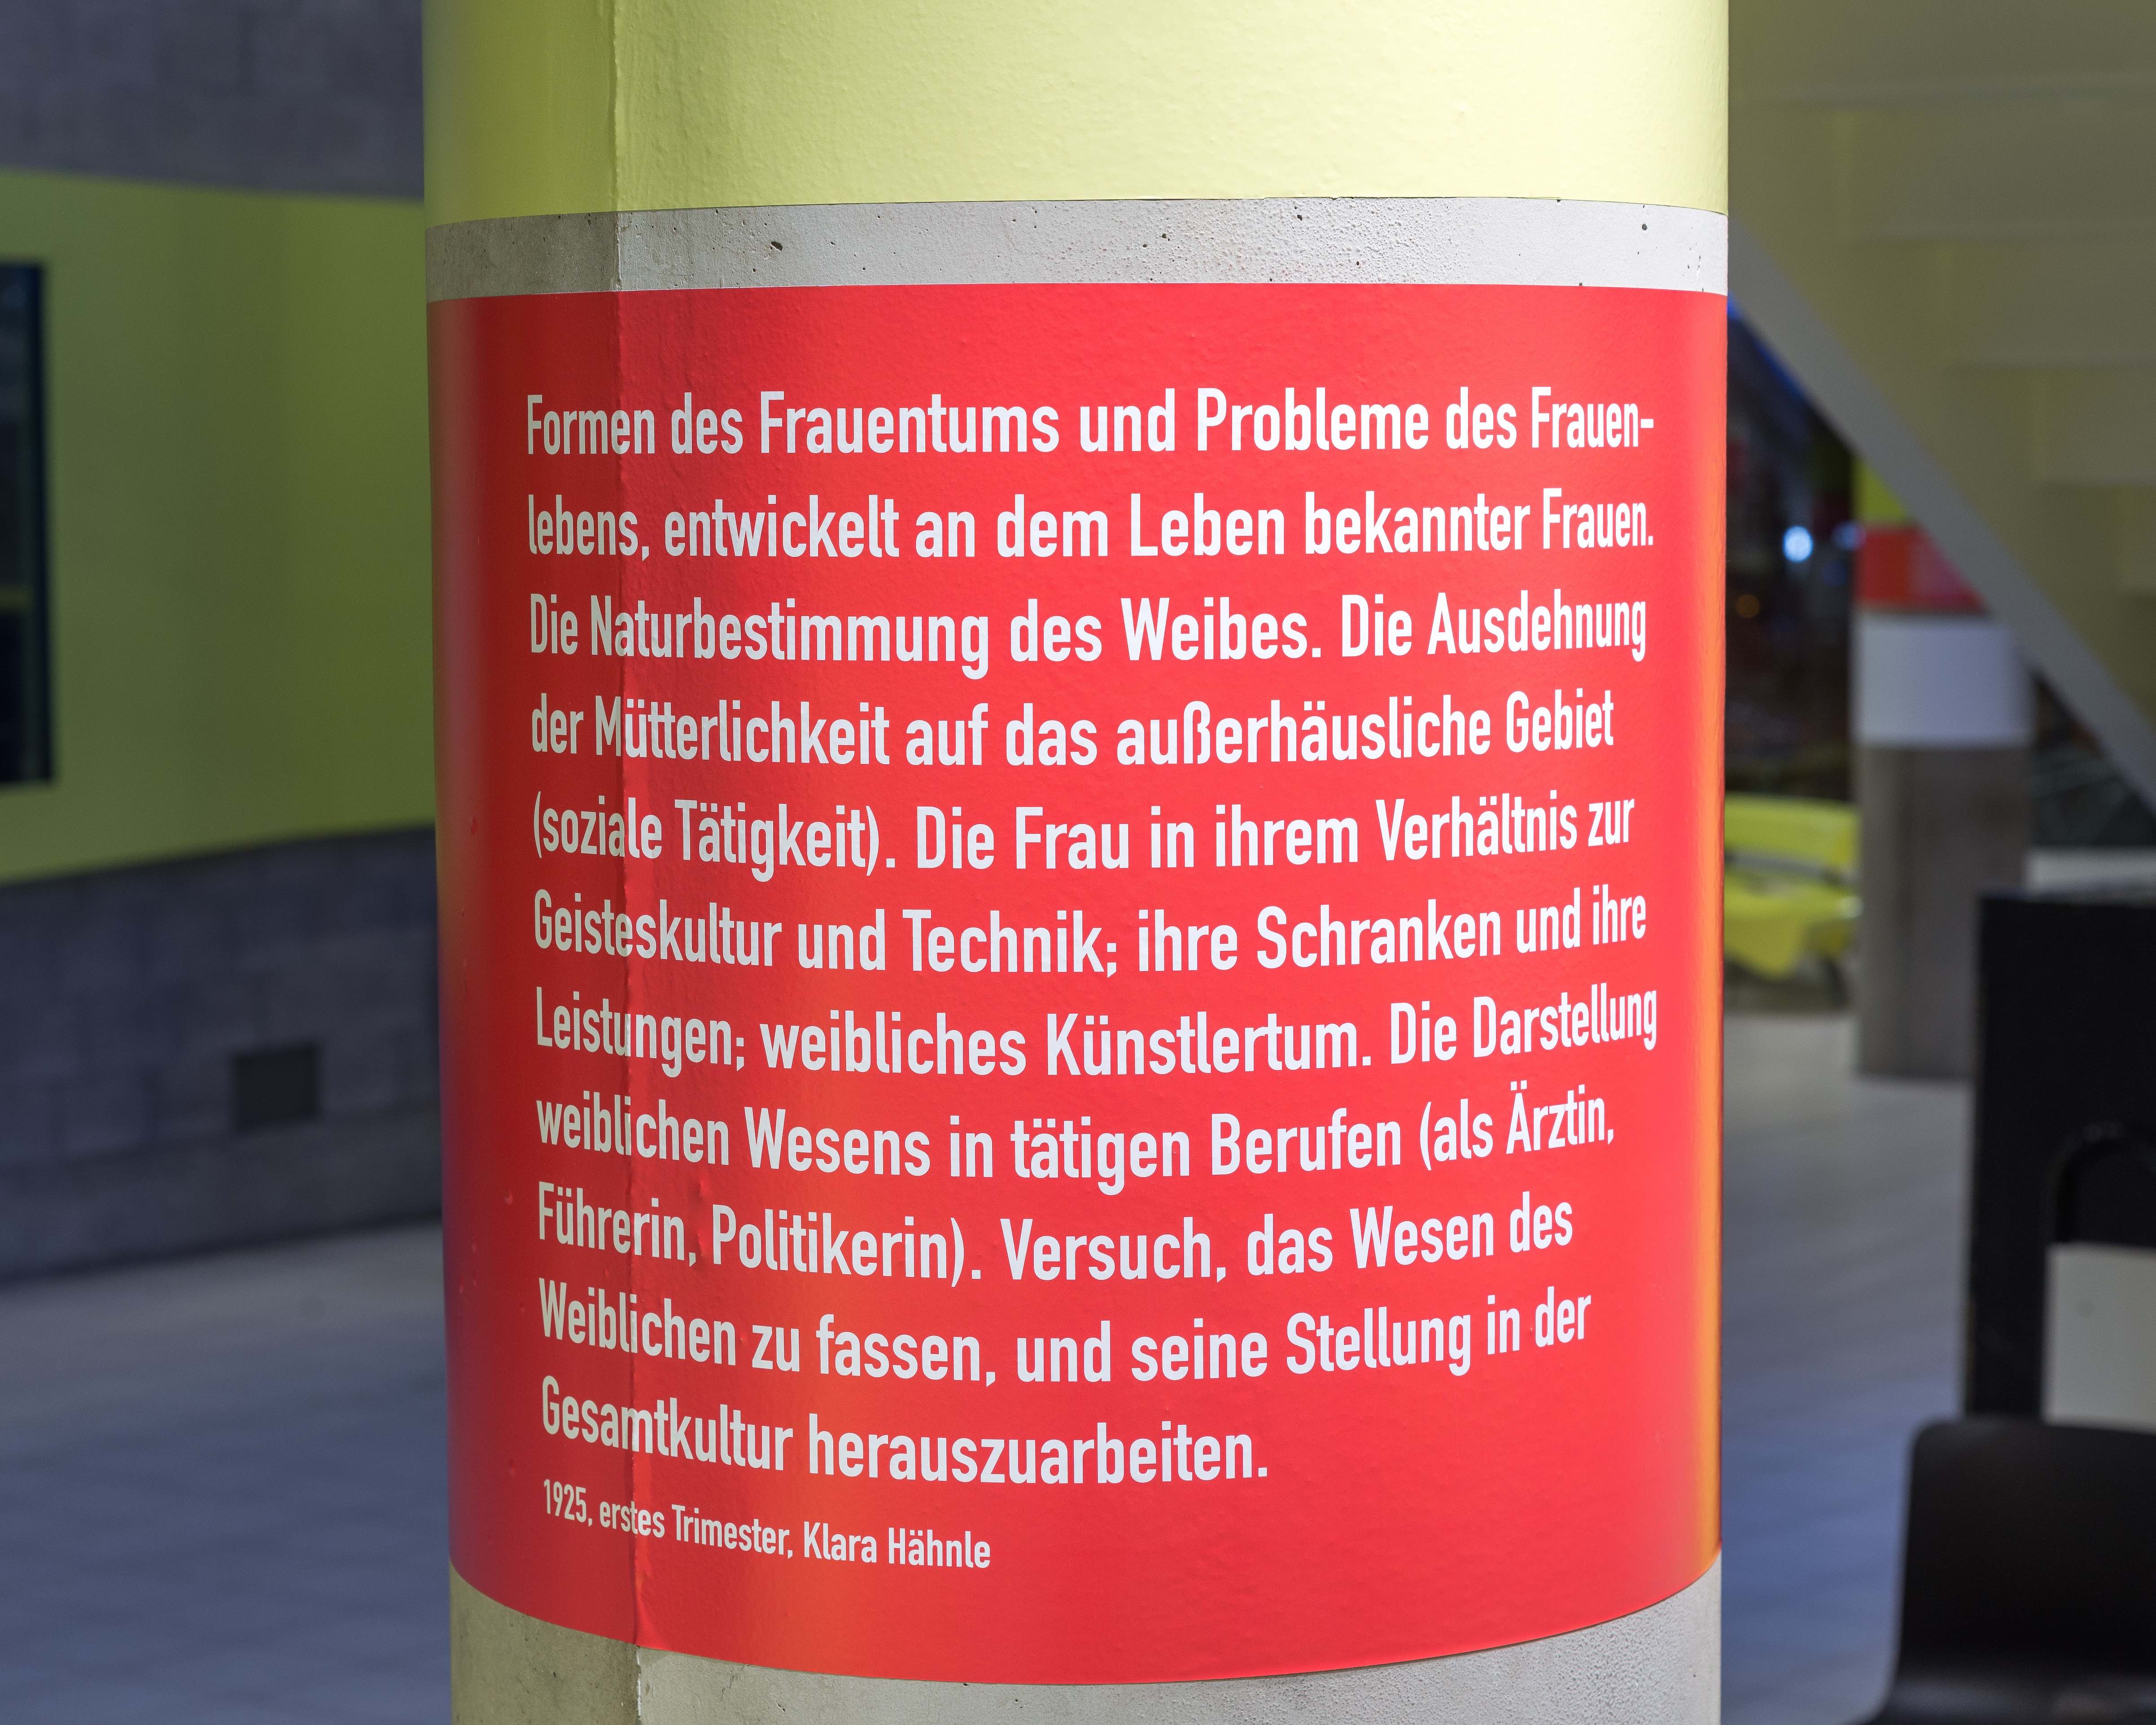 Formen des Frauentums und Probleme des Frauen-
lebens, entwickelt an dem Leben bekannter Frauen.
Die Naturbestimmung des Weibes. Die Ausdehnung
der Mütterlichkeit auf das außerhäusliche Gebiet
(soziale Tätigkeit). Die Frau in ihrem Verhältnis zur
Geisteskultur und Technik; ihre Schranken und ihre
Leistungen; weibliches Künstlertum. Die Darstellung
weiblichen Wesens in tätigen Berufen (als Ärztin,
Führerin, Politikerin). Versuch, das Wesen des
Weiblichen zu fassen, und seine Stellung in der
Gesamtkultur herauszuarbeiten.
1925, erstes Trimester, Klara Hähnle